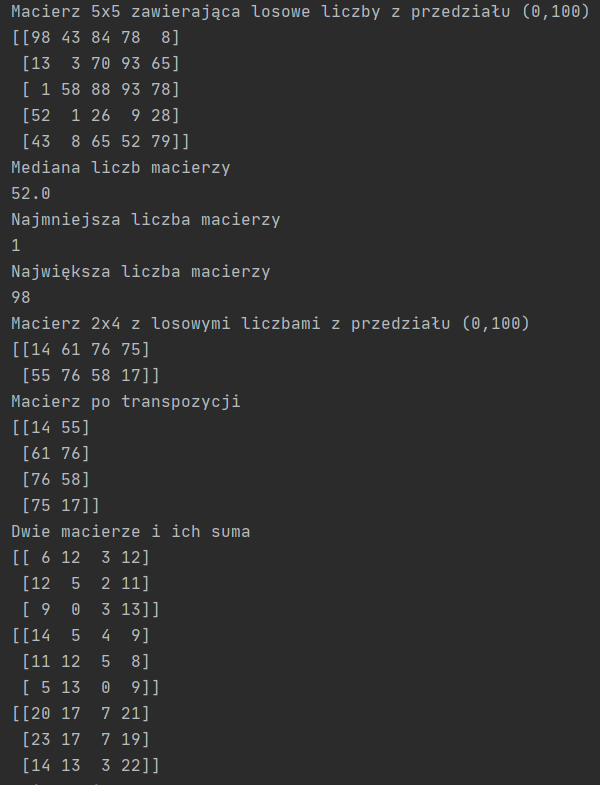 Macierz 5x5 zawierająca losowe liczby z przedziału (0,100)
[[98 43 84 78  8]
 [13  3 70 93 65]
 [ 1 58 88 93 78]
 [52  1 26  9 28]
 [43  8 65 52 79]]
Mediana liczb macierzy
52.0
Najmniejsza liczba macierzy
1
Największa liczba macierzy
98
Macierz 2x4 z losowymi liczbami z przedziału (0,100)
[[14 61 76 75]
 [55 76 58 17]]
Macierz po transpozycji
[[14 55]
 [61 76]
 [76 58]
 [75 17]]
Dwie macierze i ich suma
[[ 6 12  3 12]
 [12  5  2 11]
 [ 9  0  3 13]]
[[14  5  4  9]
 [11 12  5  8]
 [ 5 13  0  9]]
[[20 17  7 21]
 [23 17  7 19]
 [14 13  3 22]]